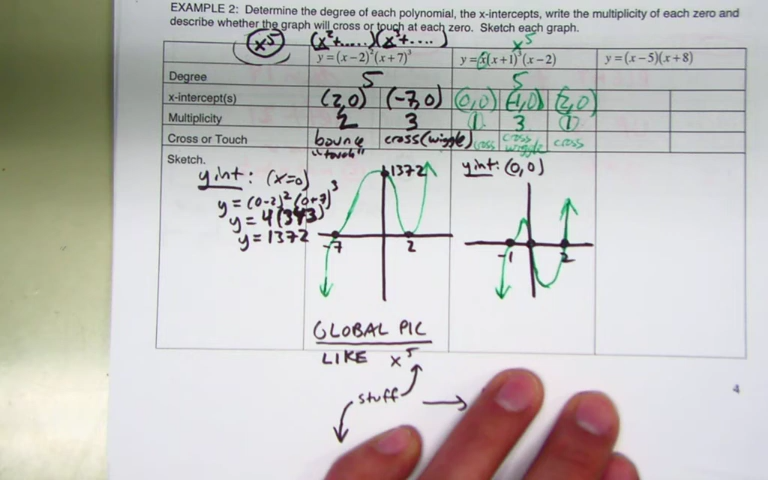 EXAMPLE 2: Determine the degree of each polynomial, the x-intercepts, write the multiplicity of each zero and
describe whether the graph will cross or touch at each zero. Sketch each graph.
x⁵ (x²+.....)(x³+....) x⁵
y=(x−2)²(x+7)³ y=x(x+1)³(x−2) y=(x−5)(x+8)
Degree 5 5
x-intercept(s) (2,0) (-7,0) (0,0) (-1,0) (2,0)
Multiplicity 2 3 1 3 1
Cross or Touch bounce "touch" cross(wiggle) cross cross wiggle cross
Sketch.
y int: (x=0)
y = (0-2)²(0+7)³
y = 4(343)
y = 1372
1372
-7 2
y int: (0,0)
-1 2
GLOBAL PIC
LIKE x⁵
stuff
4